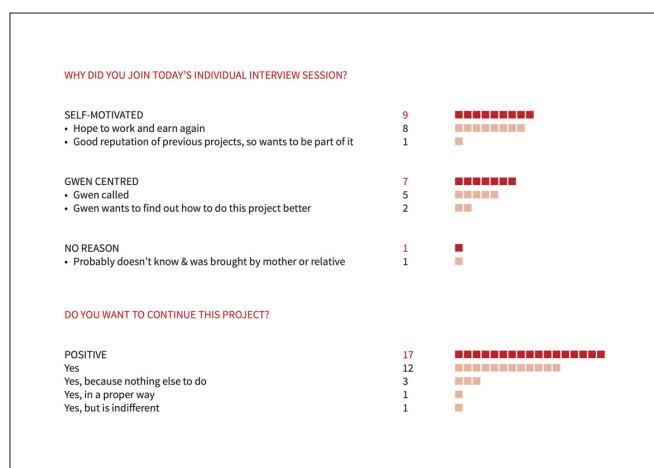 WHY DID YOU JOIN TODAY'S INDIVIDUAL INTERVIEW SESSION?
SELF-MOTIVATED 9
• Hope to work and earn again 8
• Good reputation of previous projects, so wants to be part of it 1
GWEN CENTRED 7
• Gwen called 5
• Gwen wants to find out how to do this project better 2
NO REASON 1
• Probably doesn't know & was brought by mother or relative 1
DO YOU WANT TO CONTINUE THIS PROJECT?
POSITIVE 17
Yes 12
Yes, because nothing else to do 3
Yes, in a proper way 1
Yes, but is indifferent 1